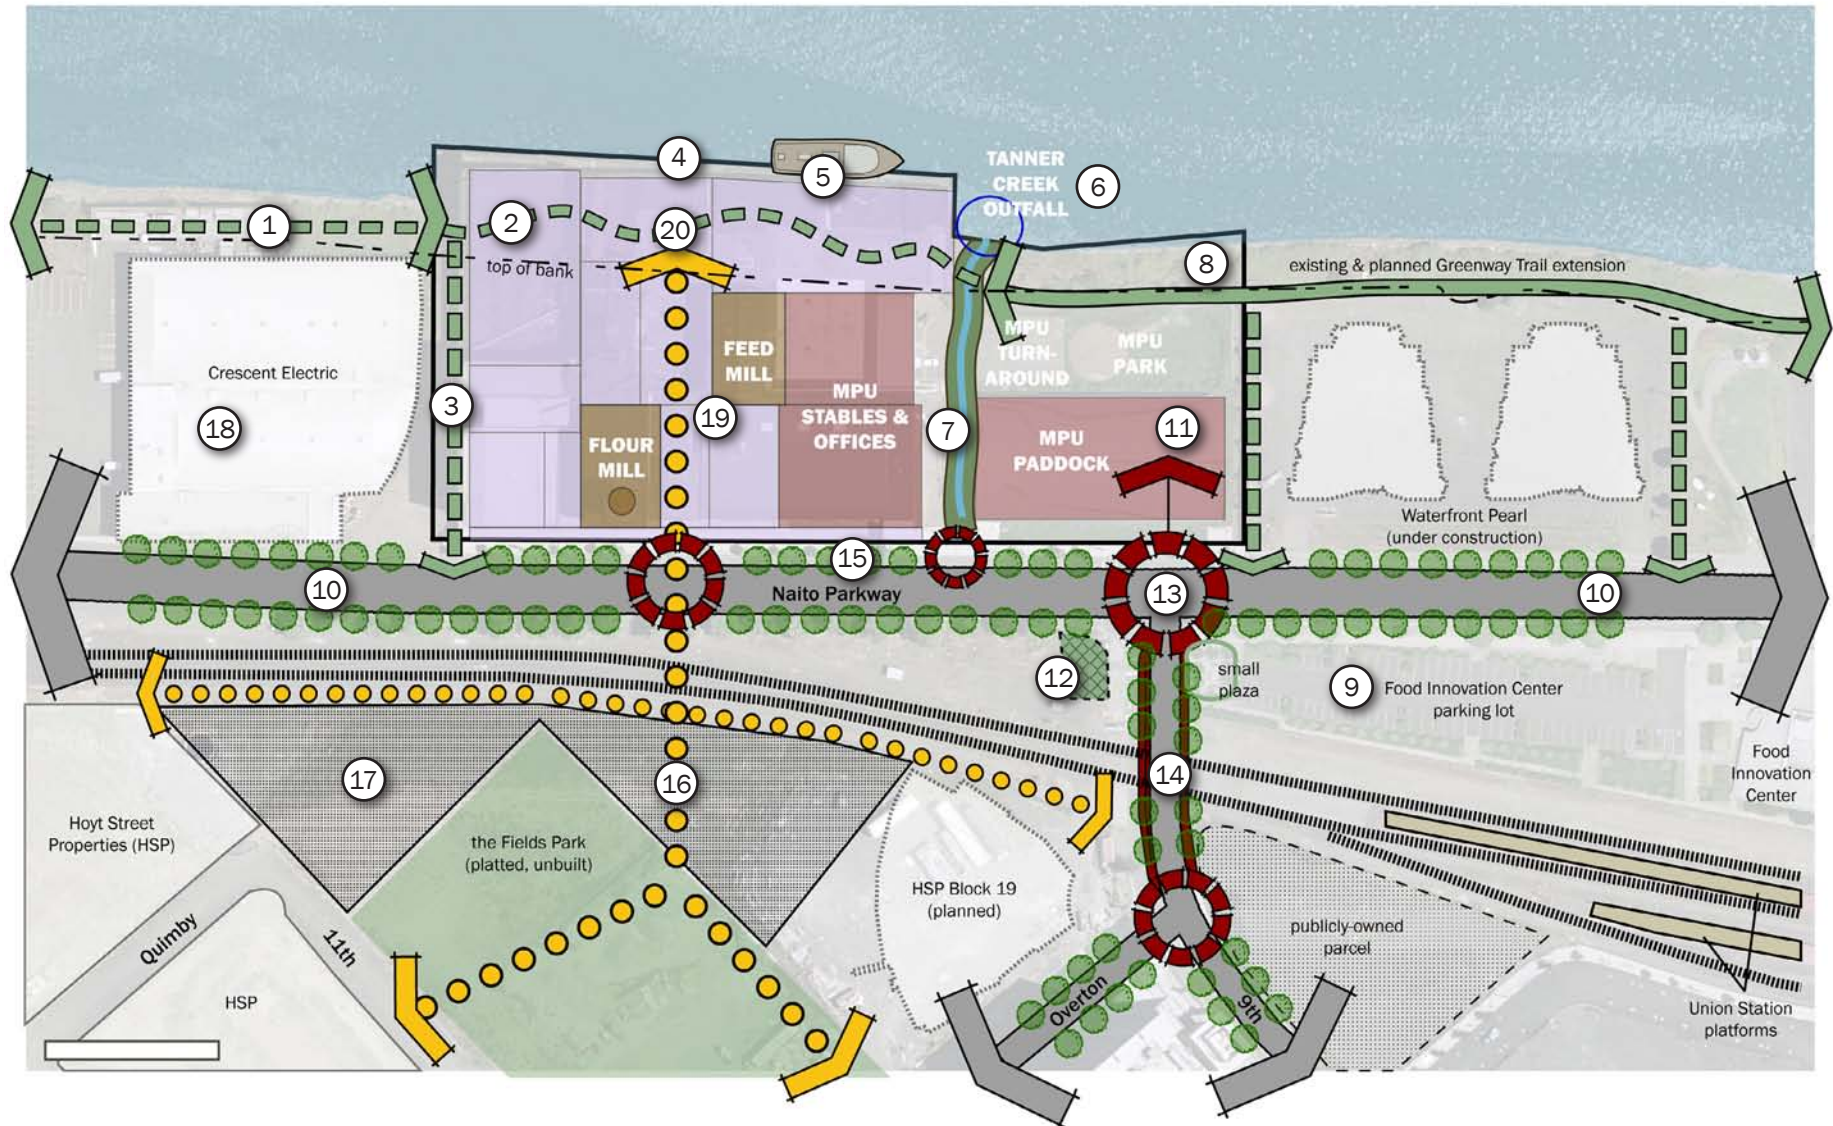 4
5
TANNER
CREEK
OUTFALL
6
1
2
20
top of bank
8
existing & planned Greenway Trail extension
Crescent Electric
18
3
FEED
MILL
19
MPU
STABLES &
OFFICES
FLOUR
MILL
7
MPU
TURN-
AROUND
MPU
PARK
MPU
PADDOCK
11
Waterfront Pearl
(under construction)
15
10
Naito Parkway
13
10
12
small
plaza
9
Food Innovation Center
parking lot
Food
Innovation
Center
17
16
14
Hoyt Street
Properties (HSP)
the Fields Park
(platted, unbuilt)
HSP Block 19
(planned)
publicly-owned
parcel
Quimby
11th
HSP
Overton
9th
Union Station
platforms